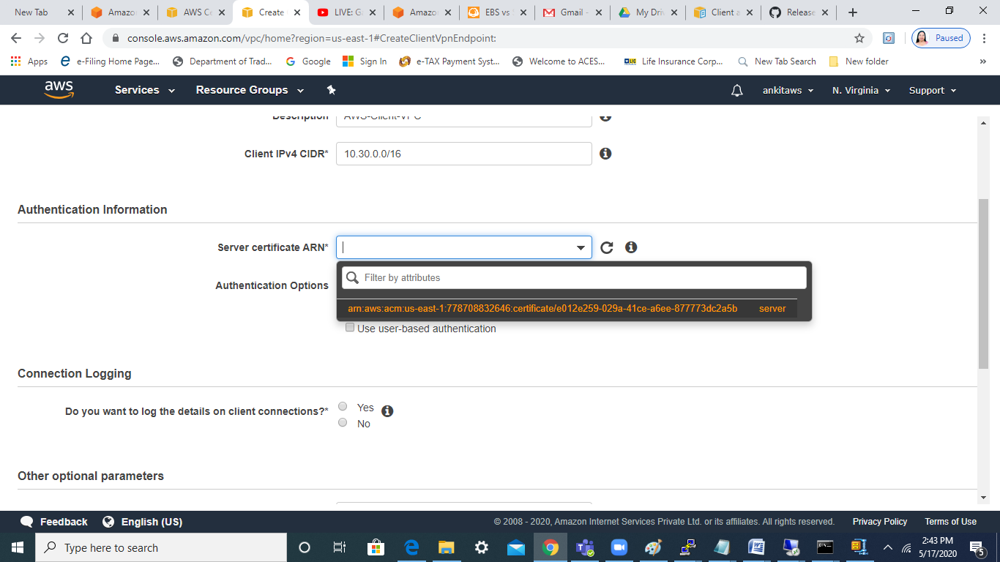 New Tab
Amazo
AWS Ce
Create
LIVE: G
Amazo
EBS vs
Gmail -
My Driv
Client a
Release
console.aws.amazon.com/vpc/home?region=us-east-1#CreateClientVpnEndpoint:
Paused
Apps
e-Filing Home Page...
Department of Trad...
Google
Sign In
e-TAX Payment Syst...
Welcome to ACES...
Life Insurance Corp...
New Tab Search
New folder
»
aws
Services
Resource Groups
ankitaws
N. Virginia
Support
Description
AWS-Client-VPC
Client IPv4 CIDR*
10.30.0.0/16
Authentication Information
Server certificate ARN*
Filter by attributes
Authentication Options
arn:aws:acm:us-east-1:778708832646:certificate/e012e259-029a-41ce-a6ee-877773dc2a5b server
Use user-based authentication
Connection Logging
Do you want to log the details on client connections?*
Yes
No
Other optional parameters
Feedback
English (US)
© 2008 - 2020, Amazon Internet Services Private Ltd. or its affiliates. All rights reserved.
Privacy Policy
Terms of Use
Type here to search
2:43 PM
5/17/2020
5